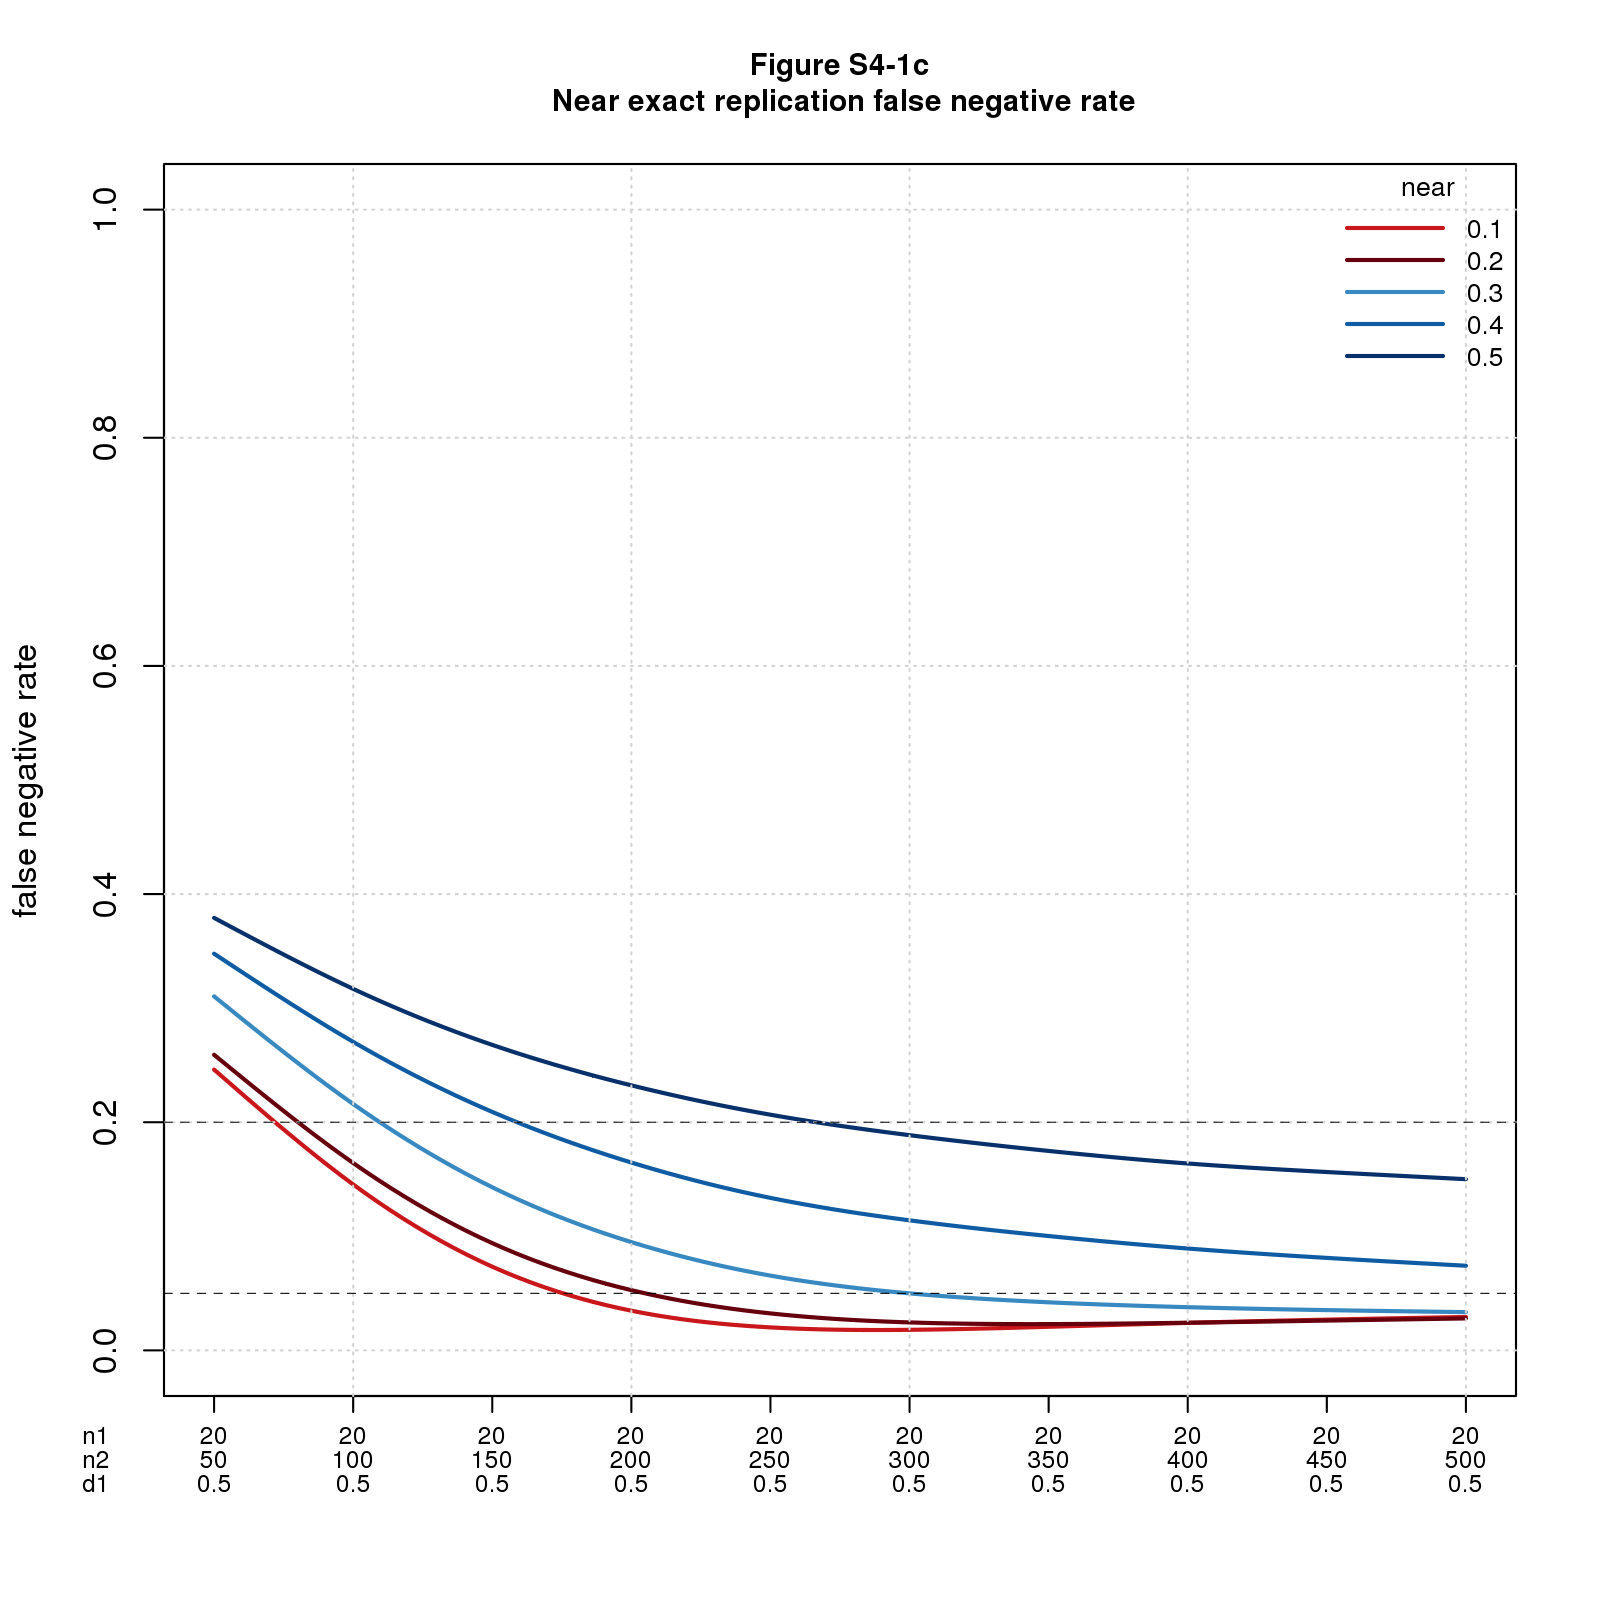 Figure S4-1c
Near exact replication false negative rate
near
0.1
0.2
0.3
0.4
0.5
false negative rate
1.0
0.8
0.6
0.4
0.2
0.0
n1 20 20 20 20 20 20 20 20 20 20
n2 50 100 150 200 250 300 350 400 450 500
d1 0.5 0.5 0.5 0.5 0.5 0.5 0.5 0.5 0.5 0.5